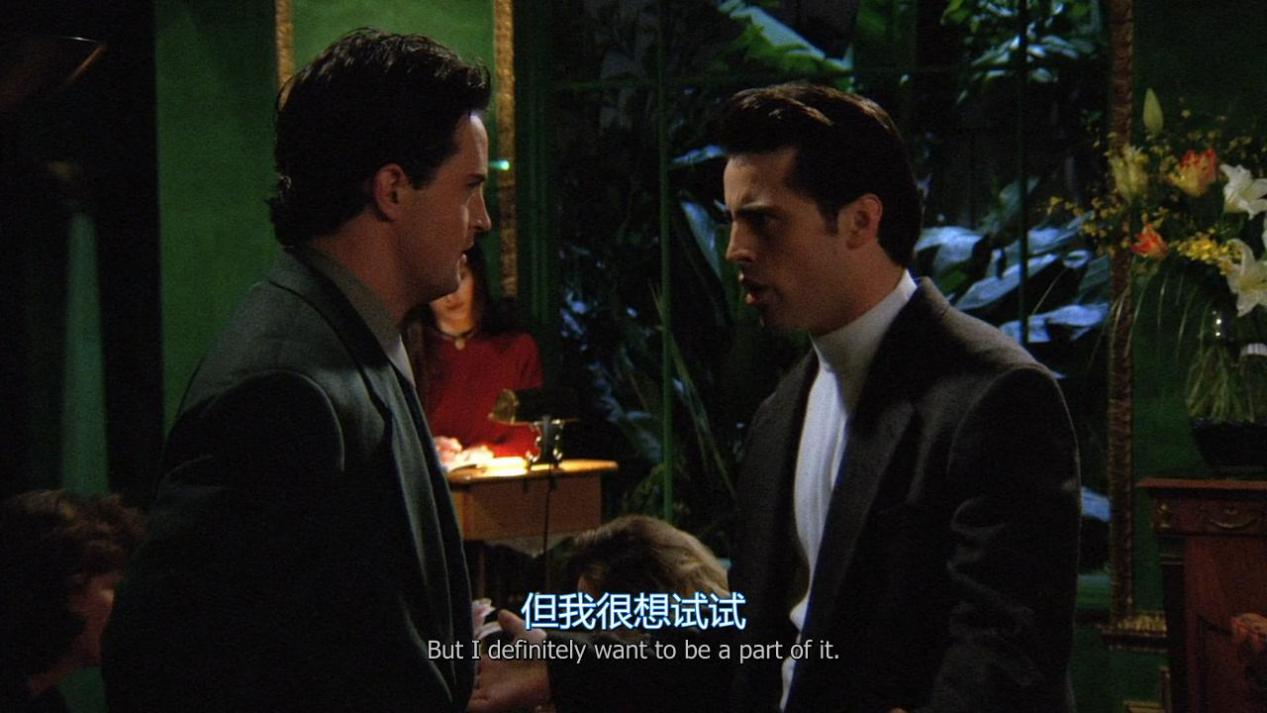 但我很想试试
But I definitely want to be a part of it.